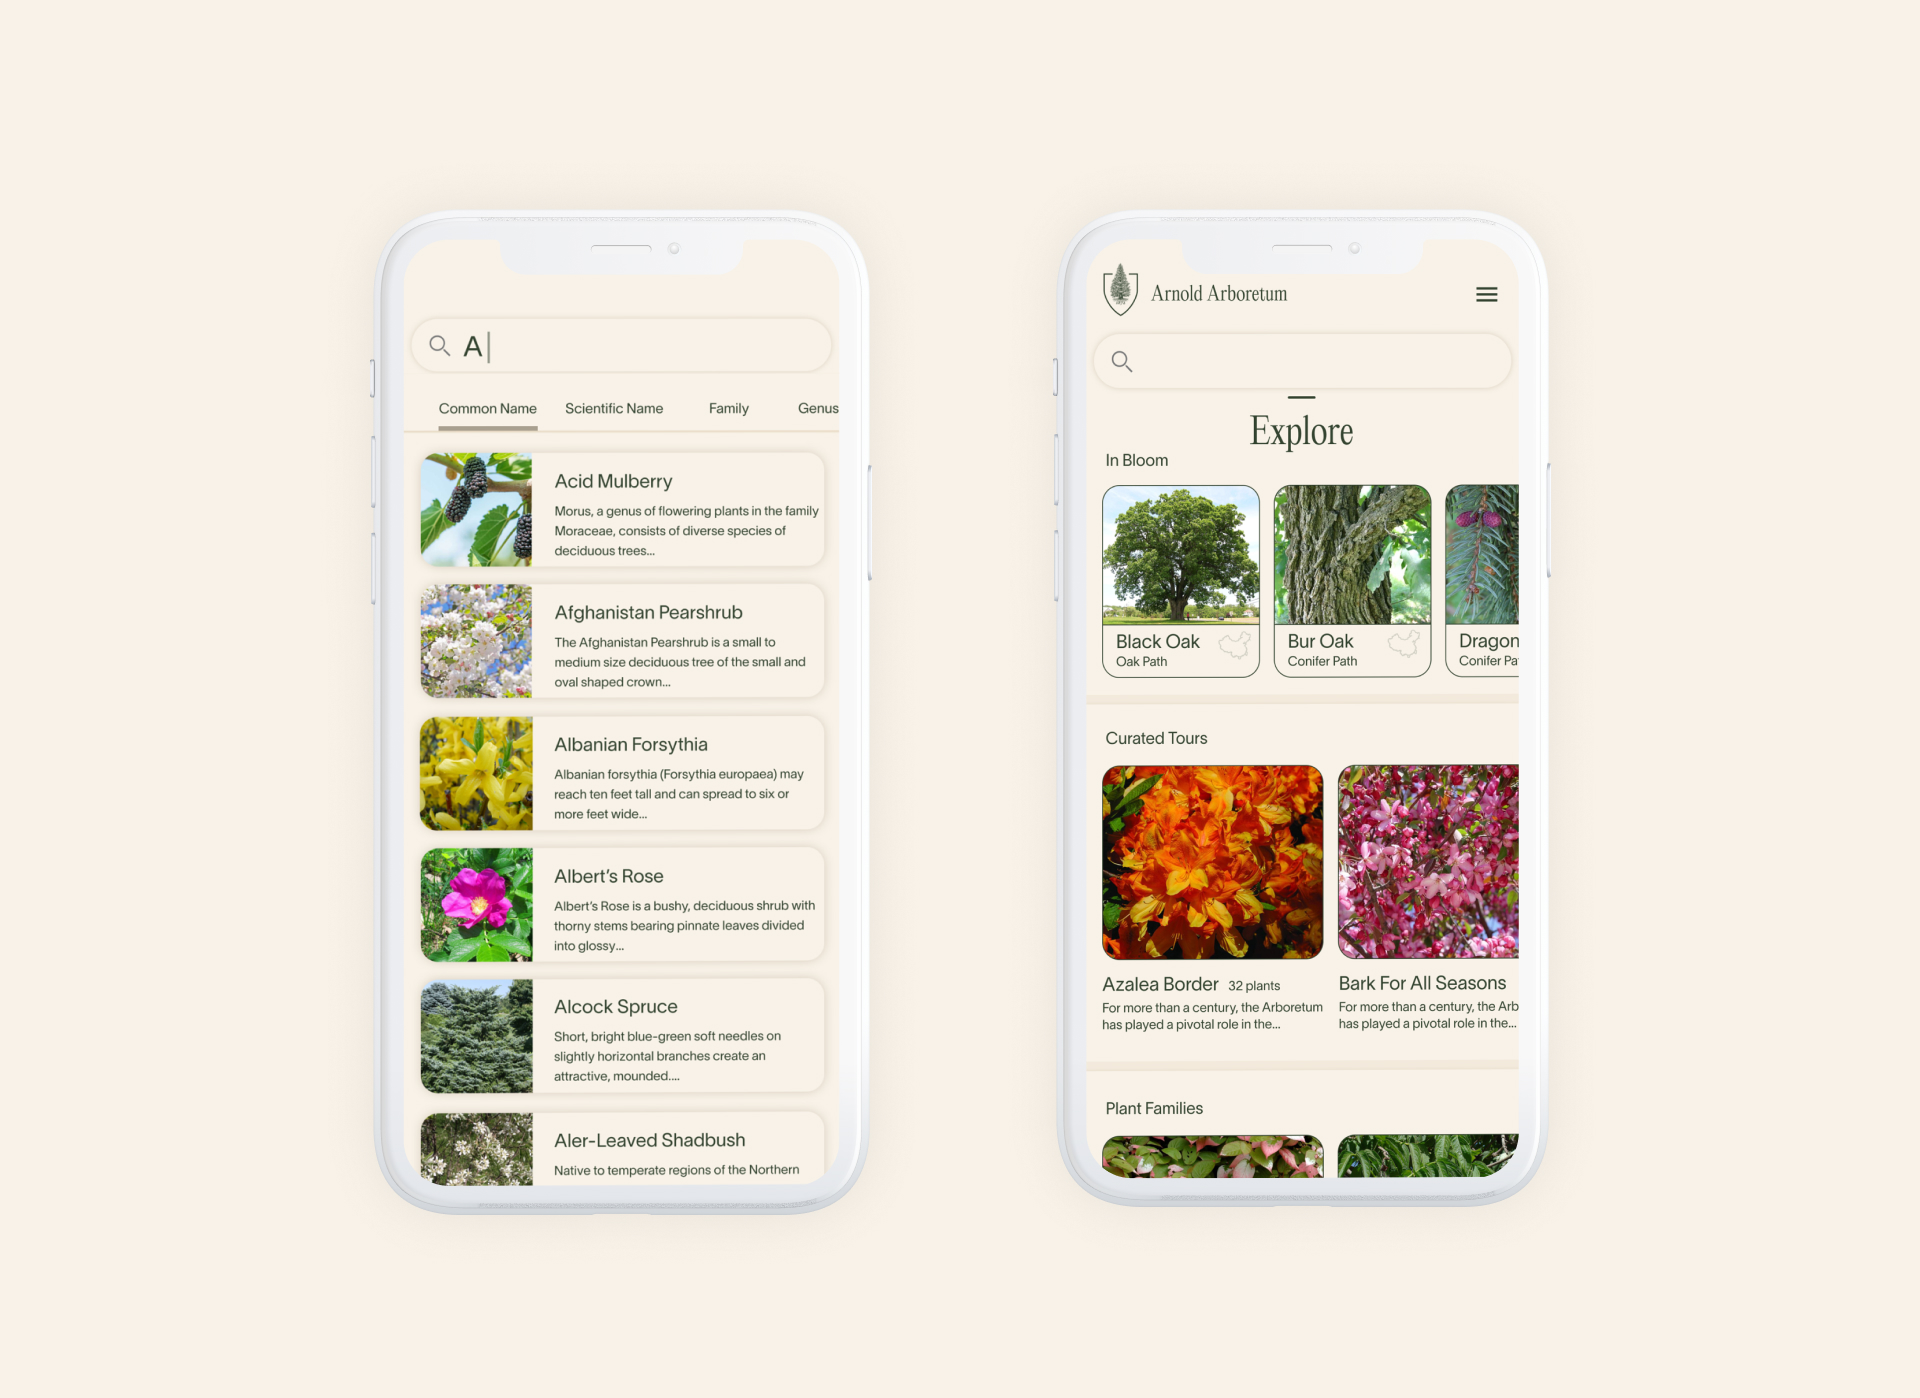 A
Common Name Scientific Name Family Genus
Acid Mulberry
Morus, a genus of flowering plants in the family
Moraceae, consists of diverse species of
deciduous trees...
Afghanistan Pearshrub
The Afghanistan Pearshrub is a small to
medium size deciduous tree of the small and
oval shaped crown...
Albanian Forsythia
Albanian forsythia (Forsythia europaea) may
reach ten feet tall and can spread to six or
more feet wide...
Albert’s Rose
Albert’s Rose is a bushy, deciduous shrub with
thorny stems bearing pinnate leaves divided
into glossy...
Alcock Spruce
Short, bright blue-green soft needles on
slightly horizontal branches create an
attractive, mounded....
Aler-Leaved Shadbush
Native to temperate regions of the Northern
Arnold Arboretum
Explore
In Bloom
Black Oak
Oak Path
Bur Oak
Conifer Path
Dragon
Conifer Pa
Curated Tours
Azalea Border 32 plants
For more than a century, the Arboretum
has played a pivotal role in the...
Bark For All Seasons
For more than a century, the Arb
has played a pivotal role in the...
Plant Families